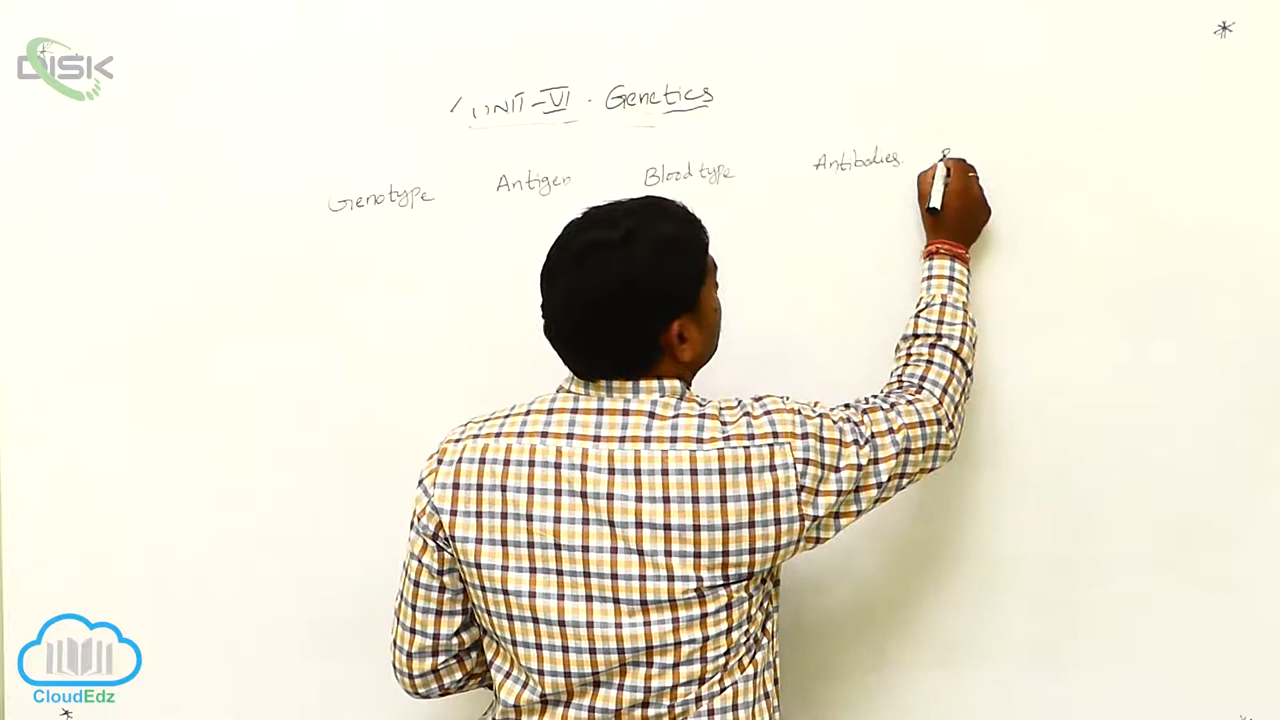 DISK
UNIT-VI. Genetics
Genotype Antigen Blood type Antibodies.
CloudEdz